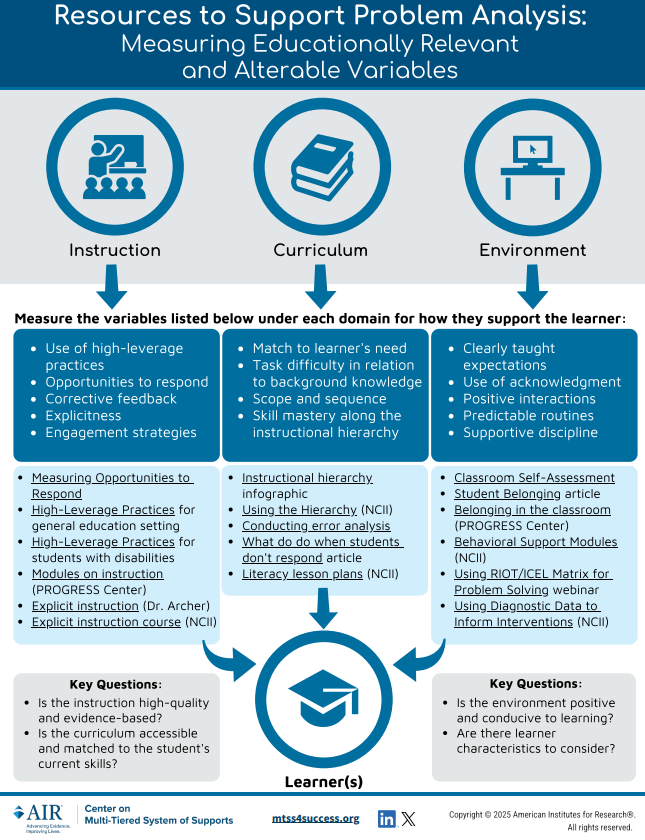 Resources to Support Problem Analysis:
Measuring Educationally Relevant
and Alterable Variables
Instruction
Curriculum
Environment
Measure the variables listed below under each domain for how they support the learner:
• Use of high-leverage
practices
• Opportunities to respond
• Corrective feedback
• Explicitness
• Engagement strategies
• Match to learner's need
• Task difficulty in relation
to background knowledge
• Scope and sequence
• Skill mastery along the
instructional hierarchy
• Clearly taught
expectations
• Use of acknowledgment
• Positive interactions
• Predictable routines
• Supportive discipline
• Measuring Opportunities to
Respond
• High-Leverage Practices for
general education setting
• High-Leverage Practices for
students with disabilities
• Modules on instruction
(PROGRESS Center)
• Explicit instruction (Dr. Archer)
• Explicit instruction course (NCII)
• Instructional hierarchy
infographic
• Using the Hierarchy (NCII)
• Conducting error analysis
• What do do when students
don't respond article
• Literacy lesson plans (NCII)
• Classroom Self-Assessment
• Student Belonging article
• Belonging in the classroom
(PROGRESS Center)
• Behavioral Support Modules
(NCII)
• Using RIOT/ICEL Matrix for
Problem Solving webinar
• Using Diagnostic Data to
Inform Interventions (NCII)
Key Questions:
• Is the instruction high-quality
and evidence-based?
• Is the curriculum accessible
and matched to the student's
current skills?
Learner(s)
Key Questions:
• Is the environment positive
and conducive to learning?
• Are there learner
characteristics to consider?
AIR®
Advancing Evidence.
Improving Lives.
Center on
Multi-Tiered System of Supports
mtss4success.org
in
X
Copyright © 2025 American Institutes for Research®.
All rights reserved.